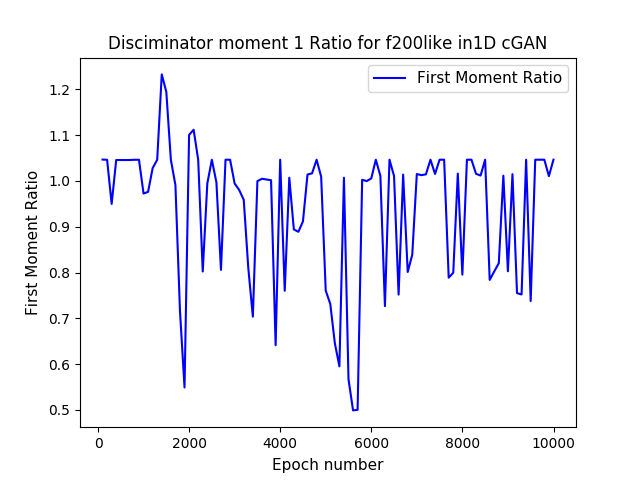 Disciminator moment 1 Ratio for f200like in1D cGAN
First Moment Ratio
First Moment Ratio
1.2
1.1
1.0
0.9
0.8
0.7
0.6
0.5
0 2000 4000 6000 8000 10000
Epoch number